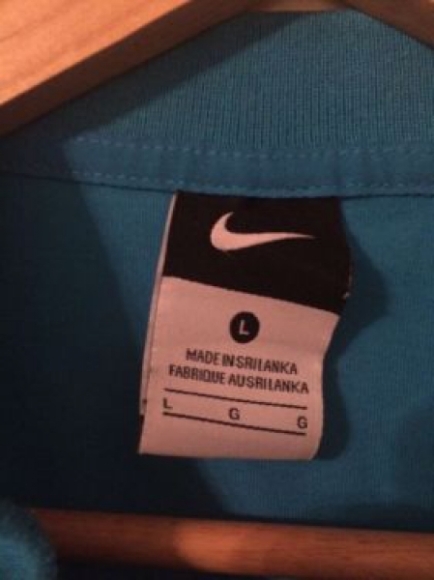 L
MADE IN SRI LANKA
FABRIQUE AU SRI LANKA
L G G